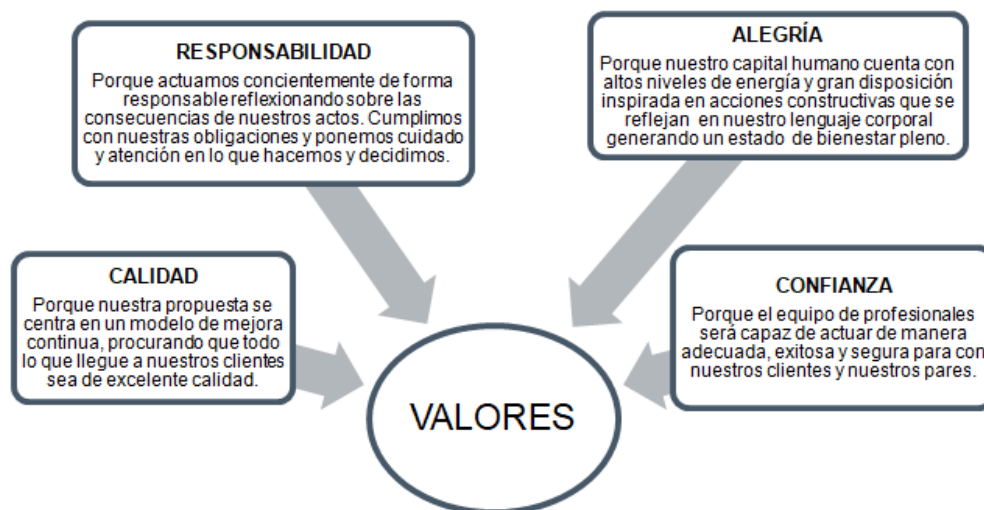 RESPONSABILIDAD
Porque actuamos concientemente de forma
responsable reflexionando sobre las
consecuencias de nuestros actos. Cumplimos
con nuestras obligaciones y ponemos cuidado
y atención en lo que hacemos y decidimos.
ALEGRÍA
Porque nuestro capital humano cuenta con
altos niveles de energía y gran disposición
inspirada en acciones constructivas que se
reflejan en nuestro lenguaje corporal
generando un estado de bienestar pleno.
CALIDAD
Porque nuestra propuesta se
centra en un modelo de mejora
continua, procurando que todo
lo que llegue a nuestros clientes
sea de excelente calidad.
CONFIANZA
Porque el equipo de profesionales
será capaz de actuar de manera
adecuada, exitosa y segura para con
nuestros clientes y nuestros pares.
VALORES